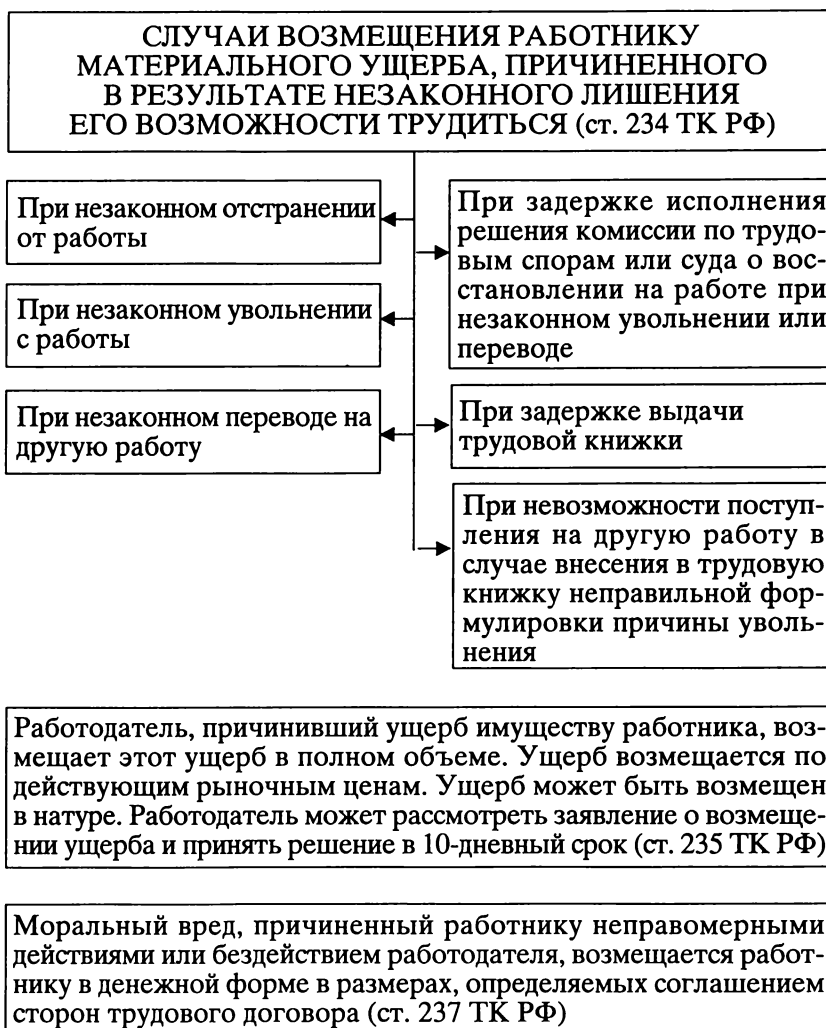 СЛУЧАИ ВОЗМЕЩЕНИЯ РАБОТНИКУ
МАТЕРИАЛЬНОГО УЩЕРБА, ПРИЧИНЕННОГО
В РЕЗУЛЬТАТЕ НЕЗАКОННОГО ЛИШЕНИЯ
ЕГО ВОЗМОЖНОСТИ ТРУДИТЬСЯ (ст. 234 ТК РФ)
При незаконном отстранении
от работы
При незаконном увольнении
с работы
При незаконном переводе на
другую работу
При задержке исполнения
решения комиссии по трудо-
вым спорам или суда о вос-
становлении на работе при
незаконном увольнении или
переводе
При задержке выдачи
трудовой книжки
При невозможности поступ-
ления на другую работу в
случае внесения в трудовую
книжку неправильной фор-
мулировки причины уволь-
нения
Работодатель, причинивший ущерб имуществу работника, воз-
мещает этот ущерб в полном объеме. Ущерб возмещается по
действующим рыночным ценам. Ущерб может быть возмещен
в натуре. Работодатель может рассмотреть заявление о возмеще-
нии ущерба и принять решение в 10-дневный срок (ст. 235 ТК РФ)
Моральный вред, причиненный работнику неправомерными
действиями или бездействием работодателя, возмещается работ-
нику в денежной форме в размерах, определяемых соглашением
сторон трудового договора (ст. 237 ТК РФ)